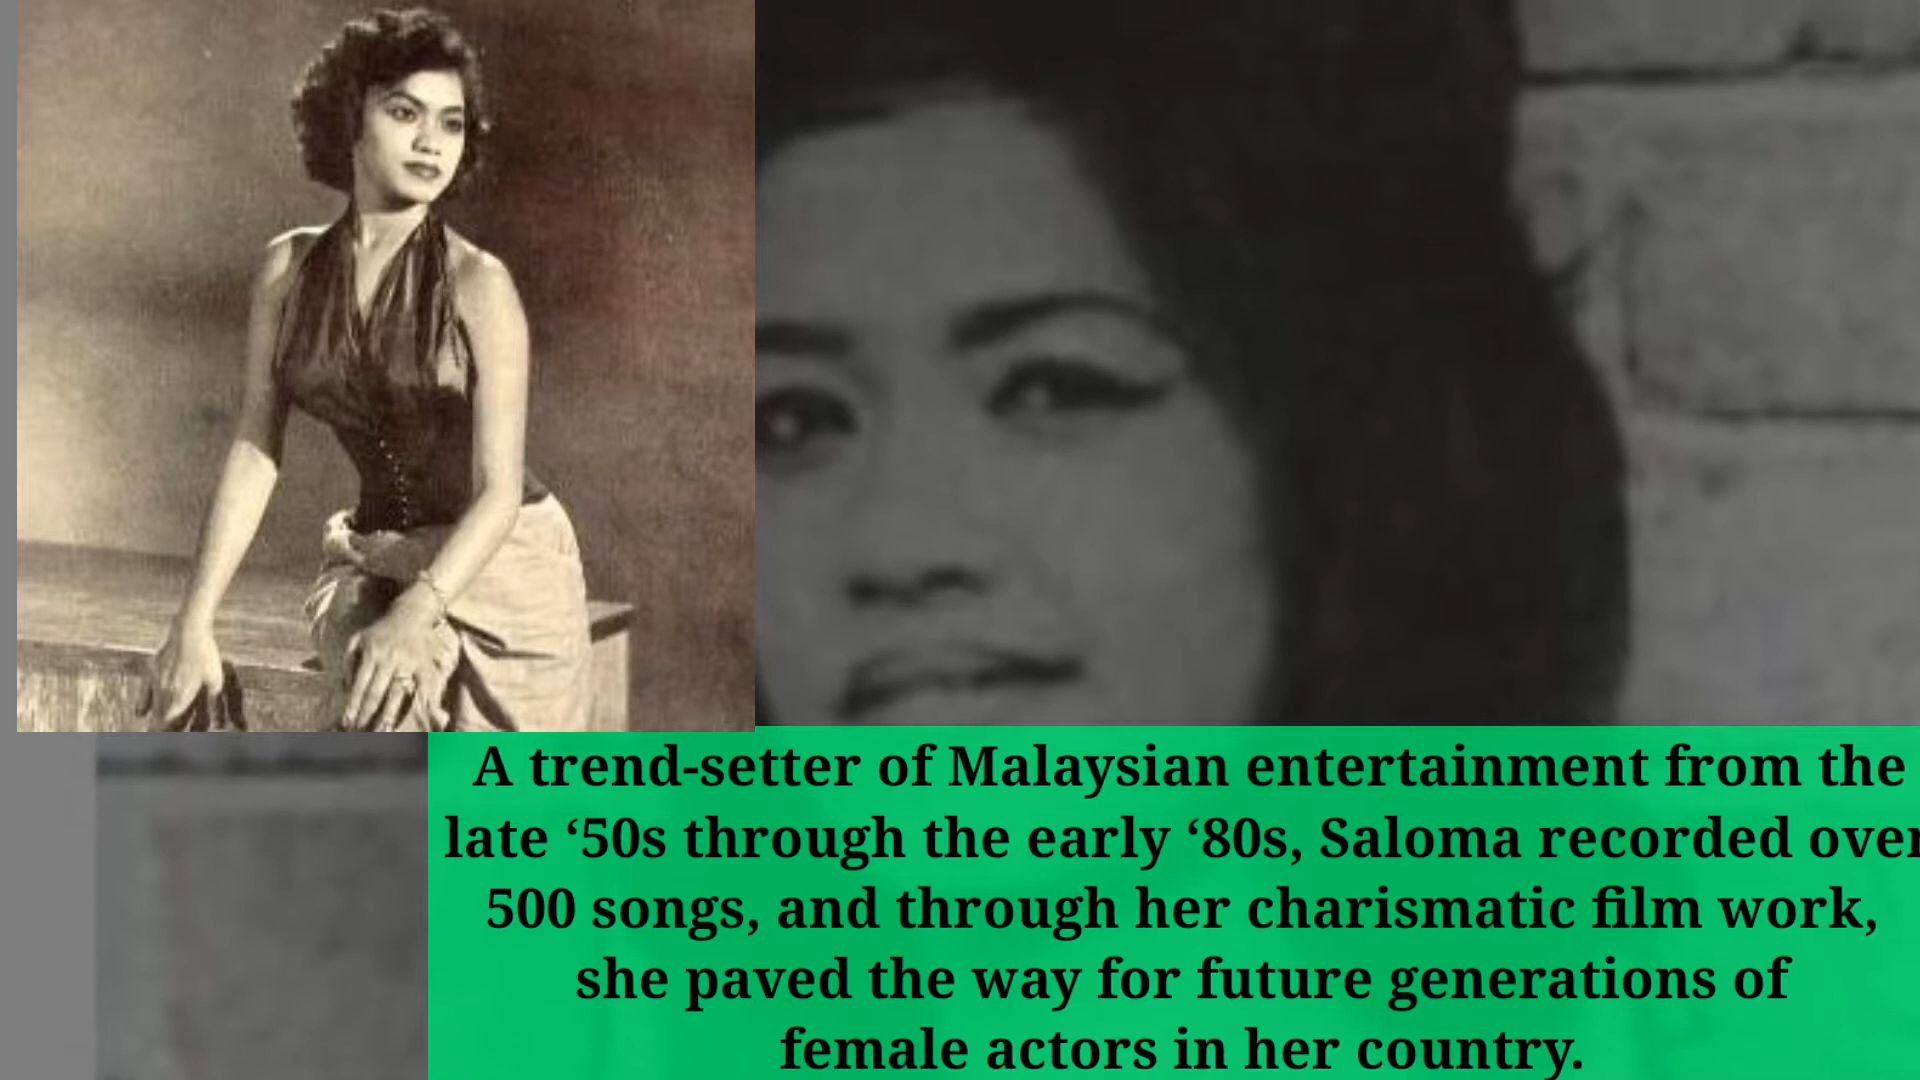 A trend-setter of Malaysian entertainment from the
late ‘50s through the early ‘80s, Saloma recorded over
500 songs, and through her charismatic film work,
she paved the way for future generations of
female actors in her country.